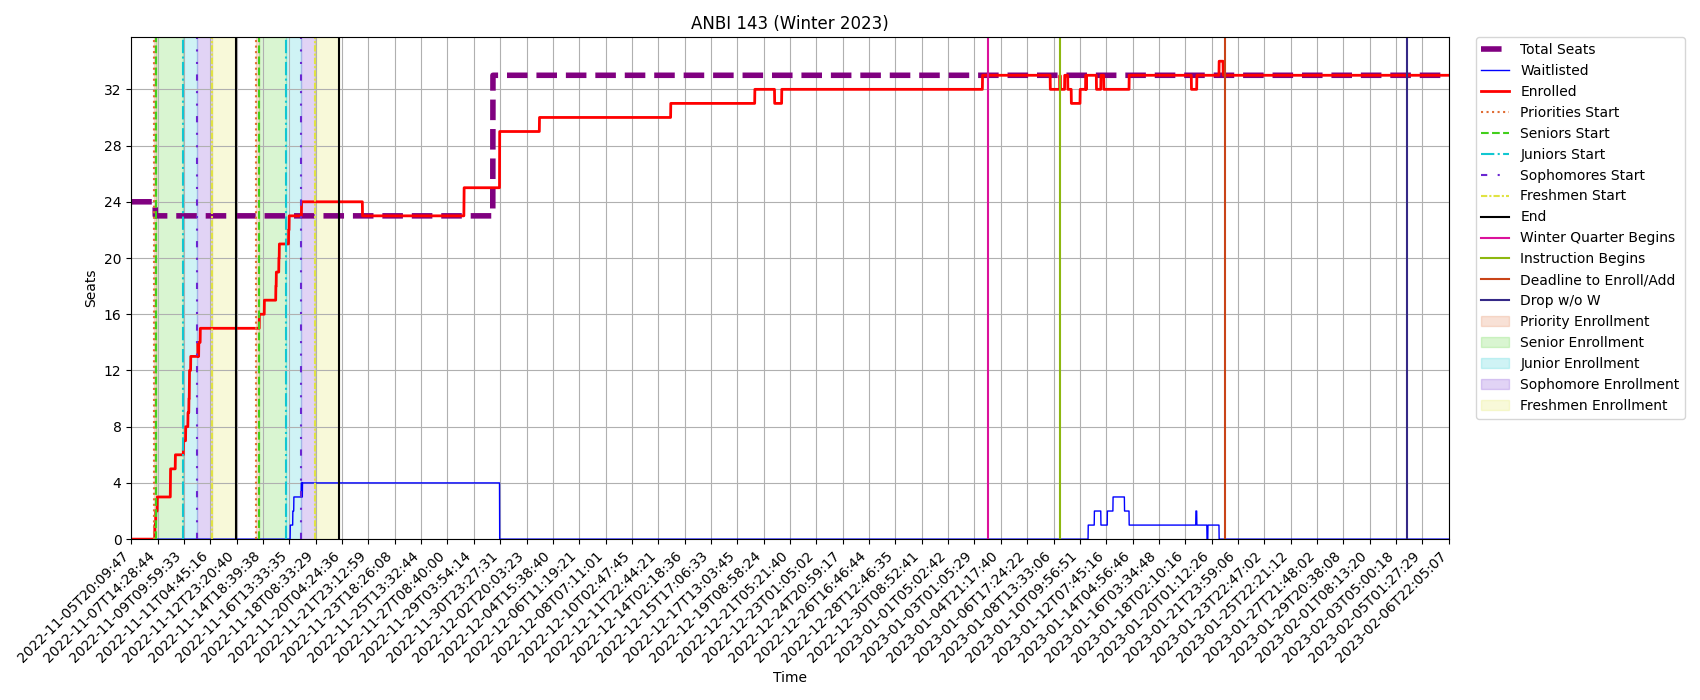 ANBI 143 (Winter 2023)
Seats
32
28
24
20
16
12
8
4
0
2022-11-05T20:09:47
2022-11-07T14:28:44
2022-11-09T09:59:33
2022-11-11T04:45:16
2022-11-12T23:20:40
2022-11-14T18:39:38
2022-11-16T13:33:35
2022-11-18T08:33:29
2022-11-20T04:24:36
2022-11-21T23:12:59
2022-11-23T18:26:08
2022-11-25T13:32:44
2022-11-27T08:40:00
2022-11-29T03:54:14
2022-11-30T23:27:31
2022-12-02T20:03:23
2022-12-04T15:38:40
2022-12-06T11:19:21
2022-12-08T07:11:01
2022-12-10T02:47:45
2022-12-11T22:44:21
2022-12-14T02:18:36
2022-12-15T17:06:33
2022-12-17T13:03:45
2022-12-19T08:58:24
2022-12-21T05:21:40
2022-12-23T01:05:02
2022-12-24T20:59:17
2022-12-26T16:46:44
2022-12-28T12:46:35
2022-12-30T08:52:41
2023-01-01T05:02:42
2023-01-03T01:05:29
2023-01-04T21:17:40
2023-01-06T17:24:22
2023-01-08T13:33:06
2023-01-10T09:56:51
2023-01-12T07:45:16
2023-01-14T04:56:46
2023-01-16T03:34:48
2023-01-18T02:10:16
2023-01-20T01:12:26
2023-01-21T23:59:06
2023-01-23T22:47:02
2023-01-25T22:21:12
2023-01-27T21:48:02
2023-01-29T20:38:08
2023-02-01T08:13:20
2023-02-03T05:00:18
2023-02-05T01:27:29
2023-02-06T22:05:07
Time
Total Seats
Waitlisted
Enrolled
Priorities Start
Seniors Start
Juniors Start
Sophomores Start
Freshmen Start
End
Winter Quarter Begins
Instruction Begins
Deadline to Enroll/Add
Drop w/o W
Priority Enrollment
Senior Enrollment
Junior Enrollment
Sophomore Enrollment
Freshmen Enrollment